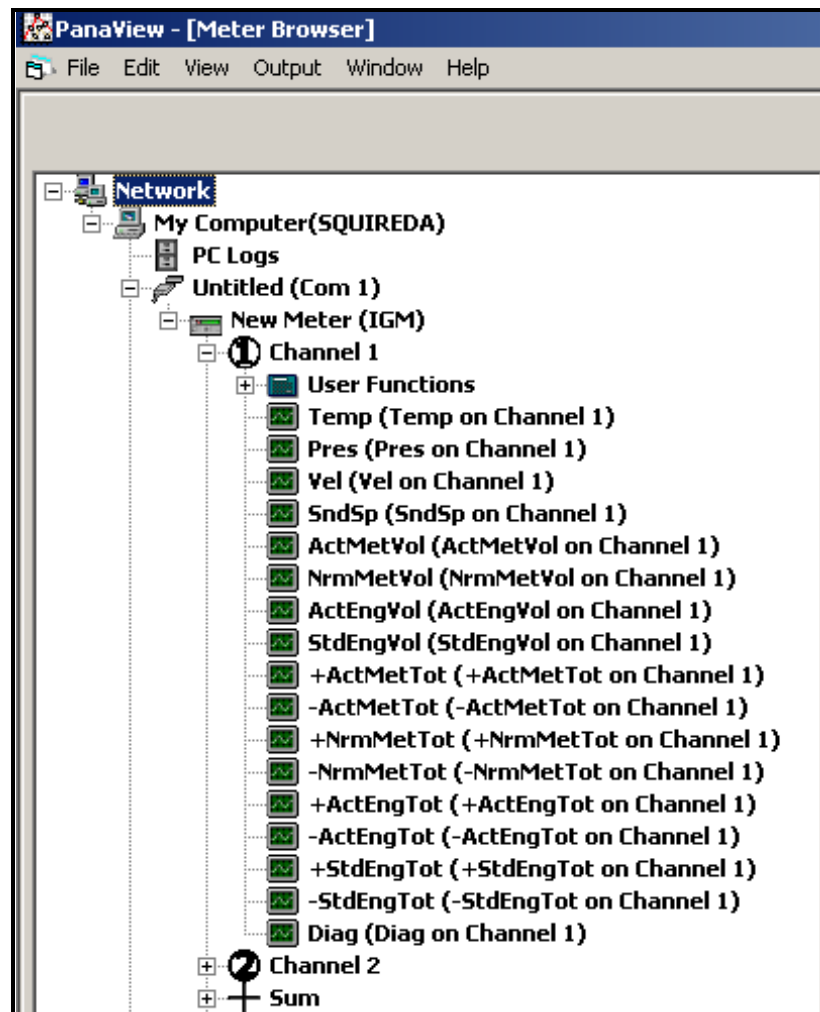 PanaView - [Meter Browser]
File Edit View Output Window Help
Network
My Computer(SQUIREDA)
PC Logs
Untitled (Com 1)
New Meter (IGM)
1 Channel 1
User Functions
Temp (Temp on Channel 1)
Pres (Pres on Channel 1)
Vel (Vel on Channel 1)
SndSp (SndSp on Channel 1)
ActMetVol (ActMetVol on Channel 1)
NrmMetVol (NrmMetVol on Channel 1)
ActEngVol (ActEngVol on Channel 1)
StdEngVol (StdEngVol on Channel 1)
+ActMetTot (+ActMetTot on Channel 1)
-ActMetTot (-ActMetTot on Channel 1)
+NrmMetTot (+NrmMetTot on Channel 1)
-NrmMetTot (-NrmMetTot on Channel 1)
+ActEngTot (+ActEngTot on Channel 1)
-ActEngTot (-ActEngTot on Channel 1)
+StdEngTot (+StdEngTot on Channel 1)
-StdEngTot (-StdEngTot on Channel 1)
Diag (Diag on Channel 1)
2 Channel 2
Sum